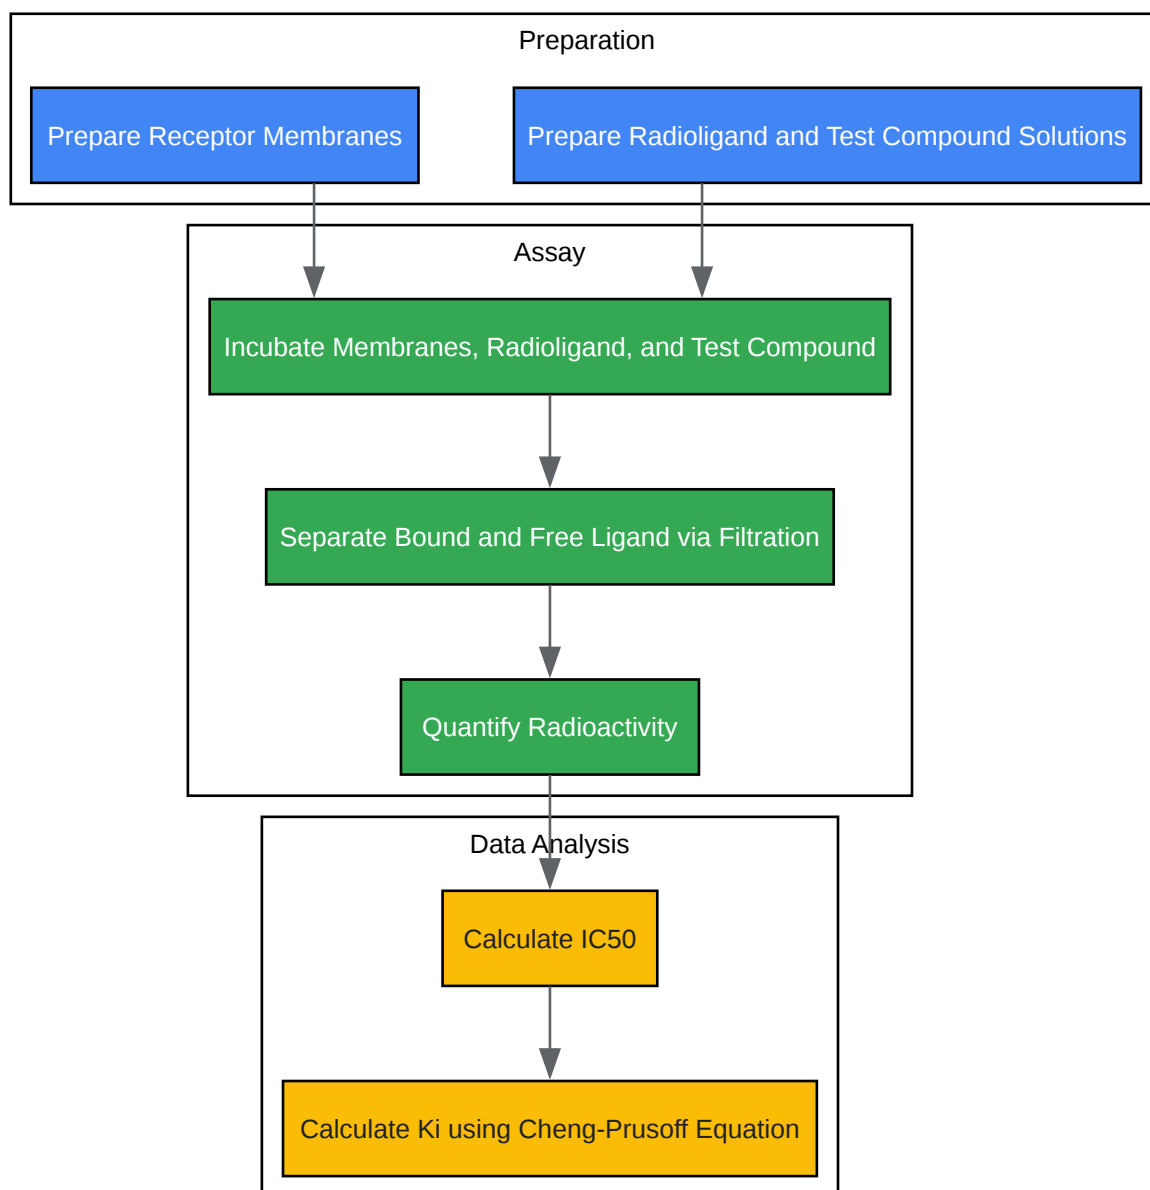 Preparation
Prepare Receptor Membranes
Prepare Radioligand and Test Compound Solutions
Assay
Incubate Membranes, Radioligand, and Test Compound
Separate Bound and Free Ligand via Filtration
Quantify Radioactivity
Data Analysis
Calculate IC50
Calculate Ki using Cheng-Prusoff Equation